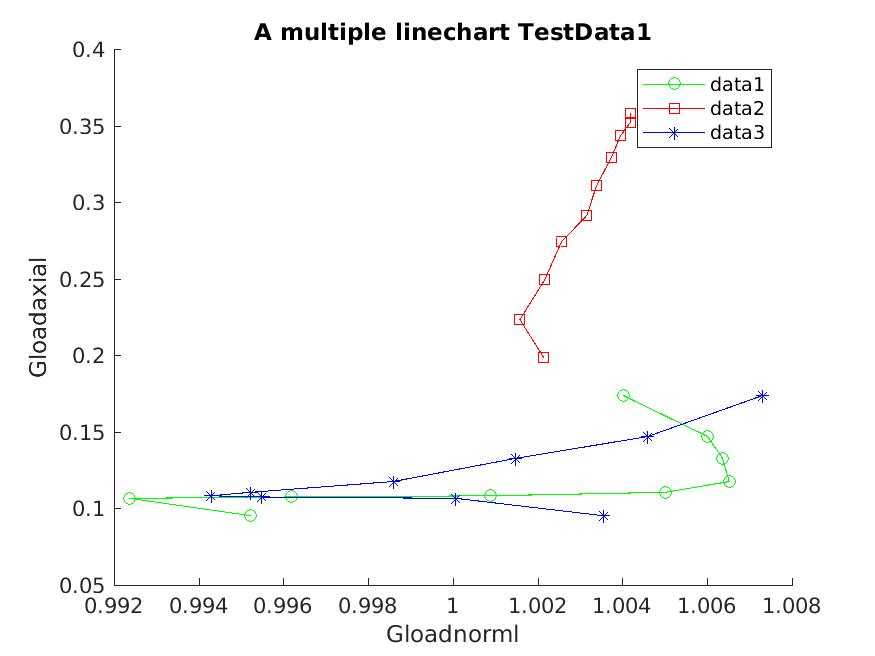 A multiple linechart TestData1
0.4
0.35
0.3
0.25
0.2
0.15
0.1
0.05
Gloadaxial
data1
data2
data3
0.992 0.994 0.996 0.998 1 1.002 1.004 1.006 1.008
Gloadnorml